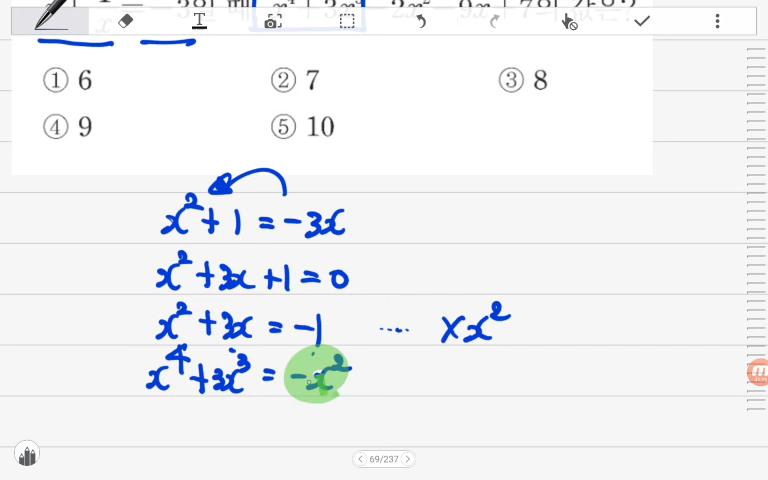 ① 6 ② 7 ③ 8
④ 9 ⑤ 10
x² + 1 = -3x
x² + 3x + 1 = 0
x² + 3x = -1 ..... ×x²
x⁴ + 3x³ = -x²
69/237